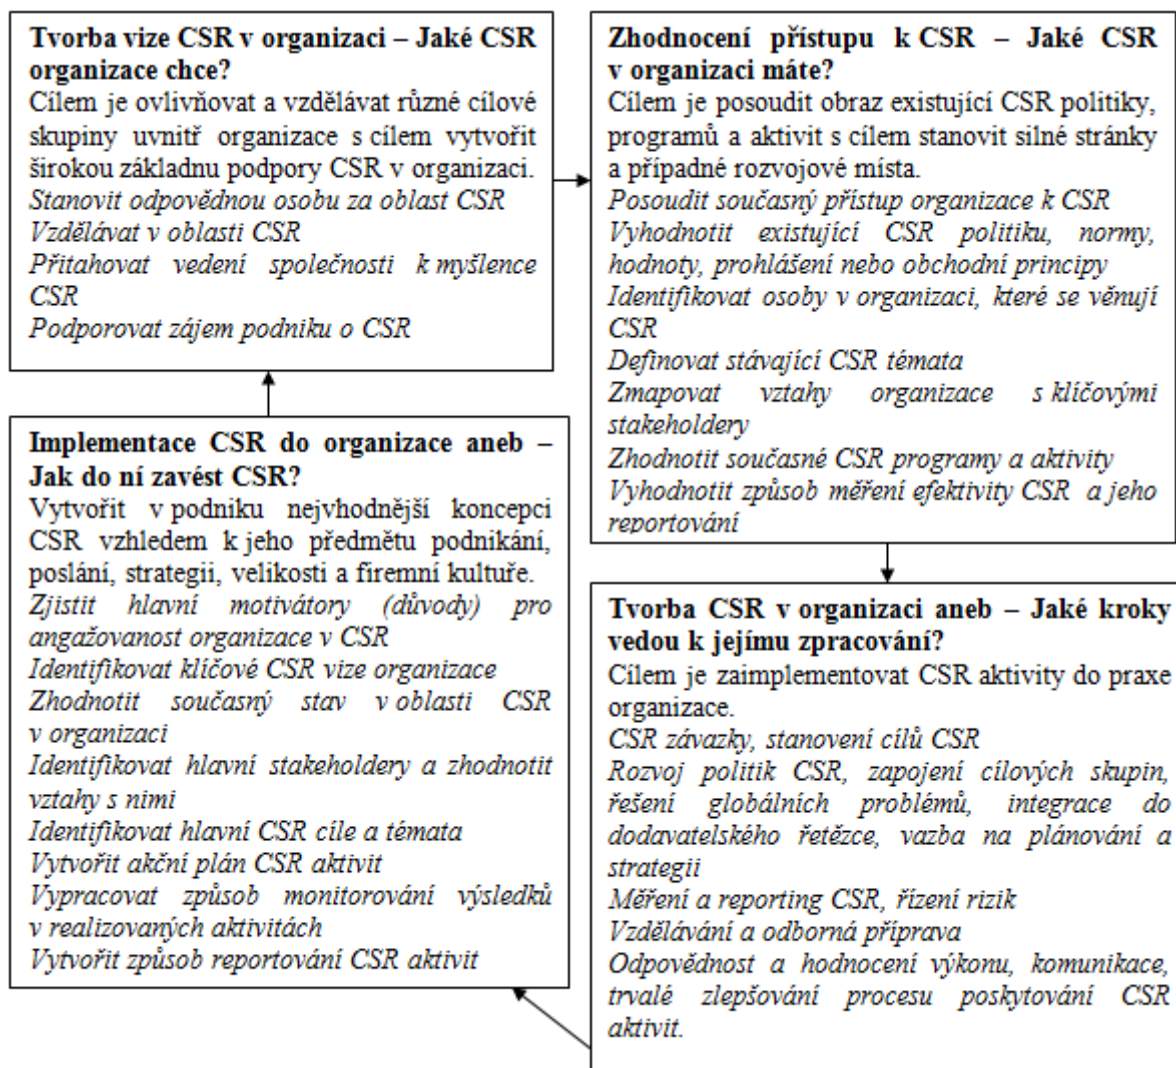 Tvorba vize CSR v organizaci – Jaké CSR
organizace chce?
Cílem je ovlivňovat a vzdělávat různé cílové
skupiny uvnitř organizace s cílem vytvořit
širokou základnu podpory CSR v organizaci.
Stanovit odpovědnou osobu za oblast CSR
Vzdělávat v oblasti CSR
Přitahovat vedení společnosti k myšlence
CSR
Podporovat zájem podniku o CSR
Zhodnocení přístupu k CSR – Jaké CSR
v organizaci máte?
Cílem je posoudit obraz existující CSR politiky,
programů a aktivit s cílem stanovit silné stránky
a případné rozvojové místa.
Posoudit současný přístup organizace k CSR
Vyhodnotit existující CSR politiku, normy,
hodnoty, prohlášení nebo obchodní principy
Identifikovat osoby v organizaci, které se věnují
CSR
Definovat stávající CSR témata
Zmapovat vztahy organizace s klíčovými
stakeholdery
Zhodnotit současné CSR programy a aktivity
Vyhodnotit způsob měření efektivity CSR a jeho
reportování
Tvorba CSR v organizaci aneb – Jaké kroky
vedou k jejímu zpracování?
Cílem je zaimplementovat CSR aktivity do praxe
organizace.
CSR závazky, stanovení cílů CSR
Rozvoj politik CSR, zapojení cílových skupin,
řešení globálních problémů, integrace do
dodavatelského řetězce, vazba na plánování a
strategii
Měření a reporting CSR, řízení rizik
Vzdělávání a odborná příprava
Odpovědnost a hodnocení výkonu, komunikace,
trvalé zlepšování procesu poskytování CSR
aktivit.
Implementace CSR do organizace aneb –
Jak do ní zavést CSR?
Vytvořit v podniku nejvhodnější koncepci
CSR vzhledem k jeho předmětu podnikání,
poslání, strategii, velikosti a firemní kultuře.
Zjistit hlavní motivátory (důvody) pro
angažovanost organizace v CSR
Identifikovat klíčové CSR vize organizace
Zhodnotit současný stav v oblasti CSR
v organizaci
Identifikovat hlavní stakeholdery a zhodnotit
vztahy s nimi
Identifikovat hlavní CSR cíle a témata
Vytvořit akční plán CSR aktivit
Vypracovat způsob monitorování výsledků
v realizovaných aktivitách
Vytvořit způsob reportování CSR aktivit